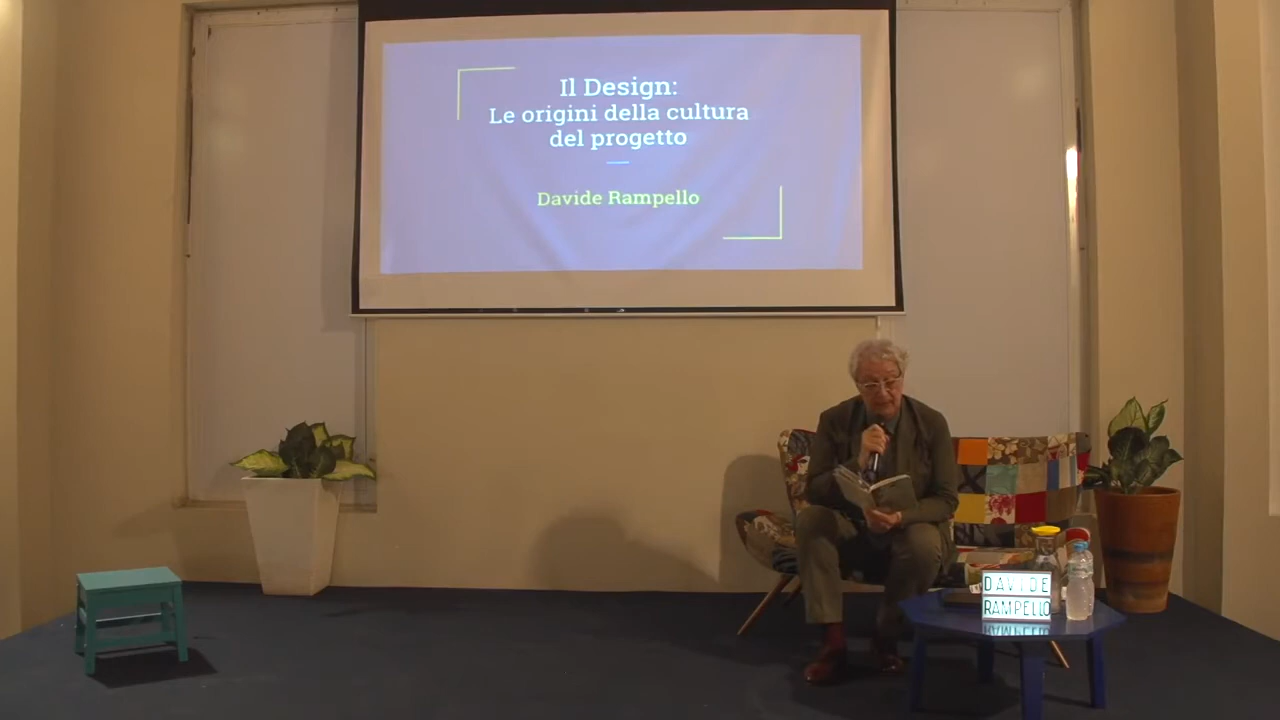 Il Design:
Le origini della cultura
del progetto
Davide Rampello
DAVIDE
RAMPELLO